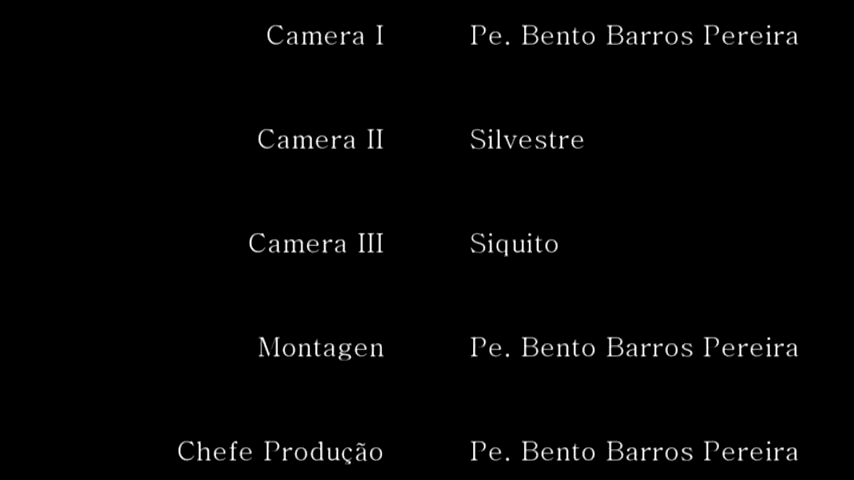 Camera I Pe. Bento Barros Pereira
Camera II Silvestre
Camera III Siquito
Montagen Pe. Bento Barros Pereira
Chefe Produção Pe. Bento Barros Pereira